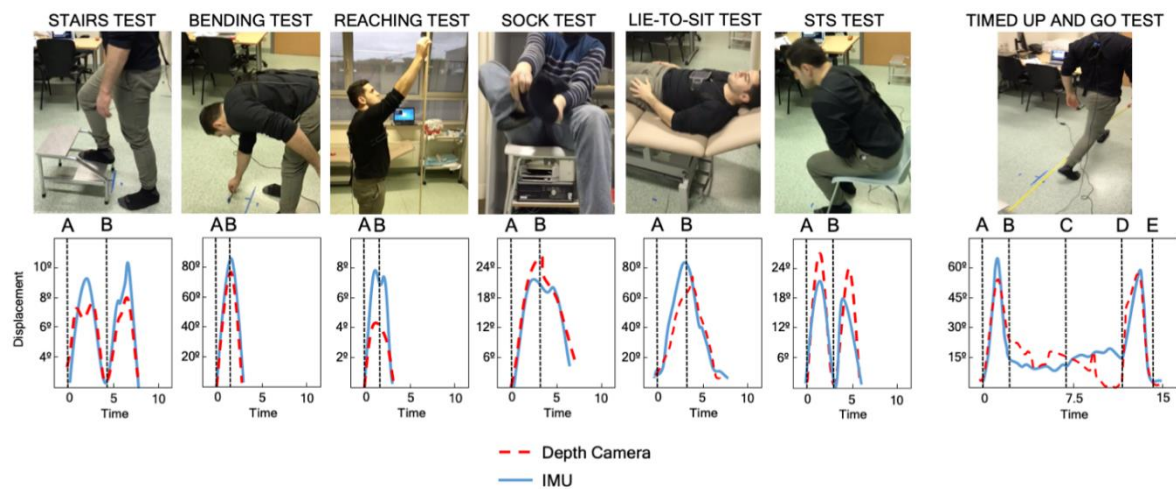 STAIRS TEST
BENDING TEST
REACHING TEST
SOCK TEST
LIE-TO-SIT TEST
STS TEST
TIMED UP AND GO TEST
A B
A B
A B
A B
A B
A B
A B C D E
Displacement
10º
8º
6º
4º
0 5 10
Time
80º
60º
40º
20º
0 5 10
Time
8º
6º
4º
2º
0 5 10
Time
24º
18º
12º
6º
0 5 10
Time
80º
60º
40º
20º
0 5 10
Time
24º
18º
12º
6º
0 5 10
Time
60º
45º
30º
15º
0 7.5 15
Time
Depth Camera
IMU